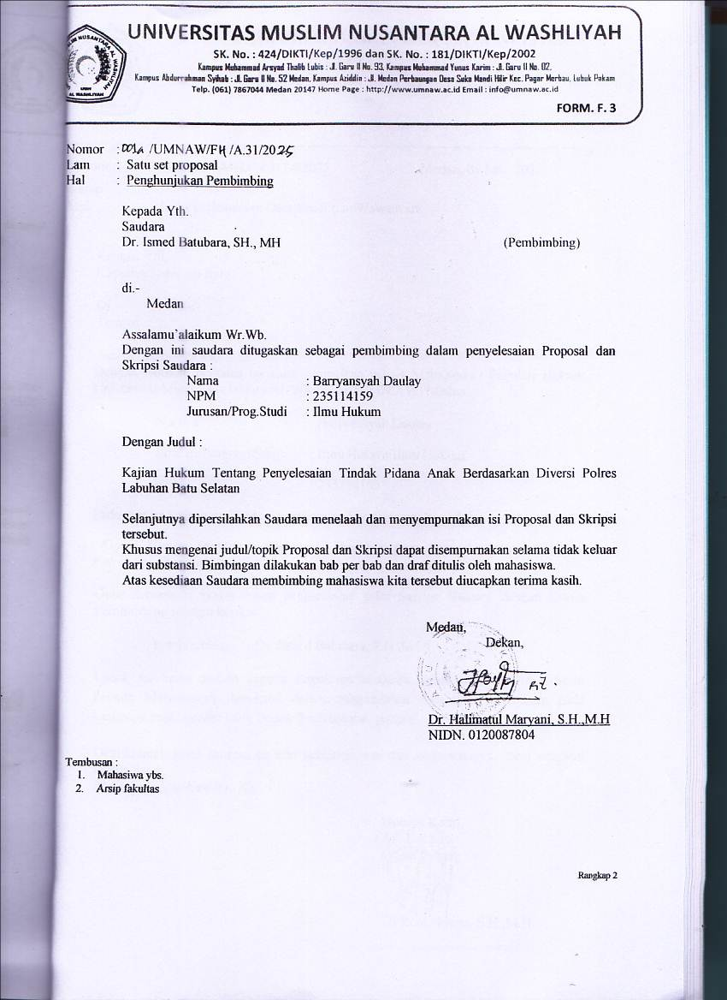 UNIVERSITAS MUSLIM NUSANTARA AL WASHLIYAH
SK. No. : 424/DIKTI/Kep/1996 dan SK. No. : 181/DIKTI/Kep/2002
Kampus Muhammad Arsyad Thalib Lubis : Jl. Garu II No. 93, Kampus Muhammad Yunus Karim : Jl. Garu II No. 02,
Kampus Abdurrahman Syihab : Jl. Garu II No. 52 Medan, Kampus Aziddin : Jl. Medan Perbaungan Desa Suka Mandi Hilir Kec. Pagar Merbau, Lubuk Pakam
Telp. (061) 7867044 Medan 20147 Home Page : http://www.umnaw.ac.id Email : info@umnaw.ac.id
FORM. F. 3
Nomor : /UMNAW/FH/A.31/2025
Lam : Satu set proposal
Hal : Penghunjukan Pembimbing
Kepada Yth.
Saudara
Dr. Ismed Batubara, SH., MH (Pembimbing)
di.-
Medan
Assalamu`alaikum Wr.Wb.
Dengan ini saudara ditugaskan sebagai pembimbing dalam penyelesaian Proposal dan
Skripsi Saudara :
Nama : Barryansyah Daulay
NPM : 235114159
Jurusan/Prog.Studi : Ilmu Hukum
Dengan Judul :
Kajian Hukum Tentang Penyelesaian Tindak Pidana Anak Berdasarkan Diversi Polres
Labuhan Batu Selatan
Selanjutnya dipersilahkan Saudara menelaah dan menyempurnakan isi Proposal dan Skripsi
tersebut.
Khusus mengenai judul/topik Proposal dan Skripsi dapat disempurnakan selama tidak keluar
dari substansi. Bimbingan dilakukan bab per bab dan draf ditulis oleh mahasiswa.
Atas kesediaan Saudara membimbing mahasiswa kita tersebut diucapkan terima kasih.
Medan,
Dekan,
Dr. Halimatul Maryani, S.H.,M.H
NIDN. 0120087804
Tembusan :
1. Mahasiwa ybs.
2. Arsip fakultas
Rangkap 2